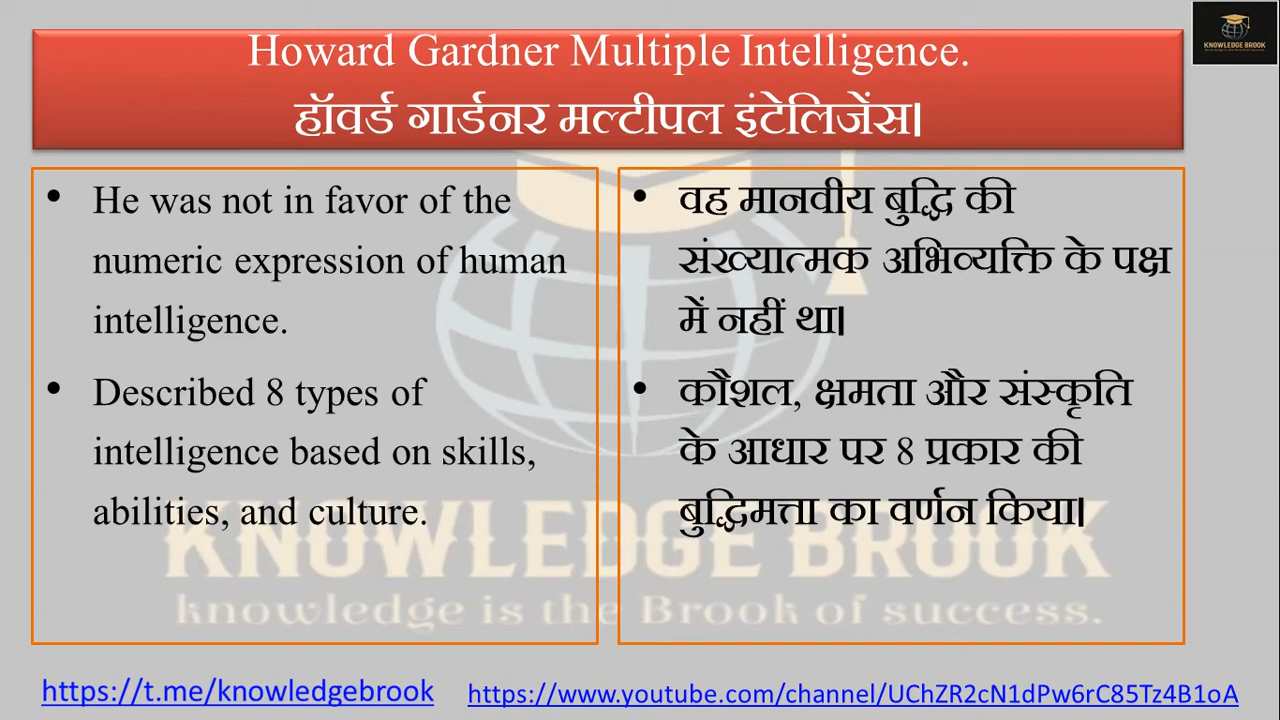 Howard Gardner Multiple Intelligence.
हॉवर्ड गार्डनर मल्टीपल इंटेलिजेंस।
KNOWLEDGE BROOK
• He was not in favor of the
numeric expression of human
intelligence.
• Described 8 types of
intelligence based on skills,
abilities, and culture.
• वह मानवीय बुद्धि की
संख्यात्मक अभिव्यक्ति के पक्ष
में नहीं था।
• कौशल, क्षमता और संस्कृति
के आधार पर 8 प्रकार की
बुद्धिमत्ता का वर्णन किया।
KNOWLEDGE BROOK
knowledge is the Brook of success.
https://t.me/knowledgebrook
https://www.youtube.com/channel/UChZR2cN1dPw6rC85Tz4B1oA